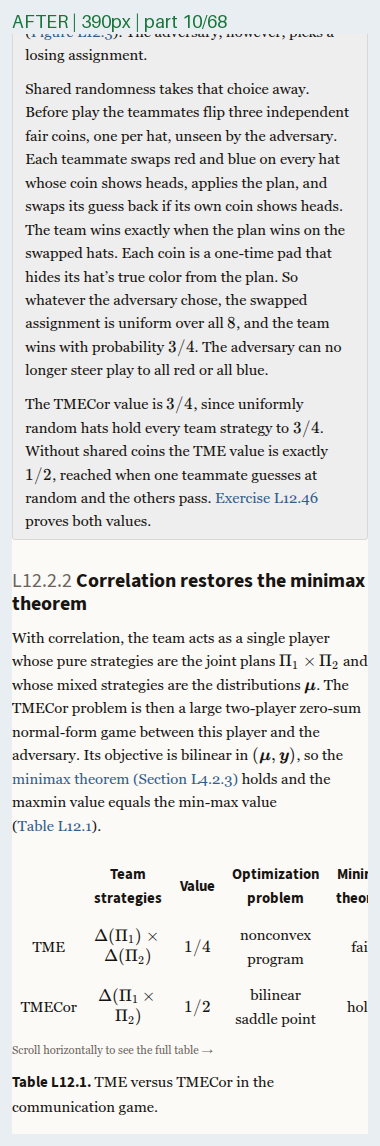 AFTER | 390px | part 10/68
(Figure L12.3). The adversary, however, picks a
losing assignment.
Shared randomness takes that choice away.
Before play the teammates flip three independent
fair coins, one per hat, unseen by the adversary.
Each teammate swaps red and blue on every hat
whose coin shows heads, applies the plan, and
swaps its guess back if its own coin shows heads.
The team wins exactly when the plan wins on the
swapped hats. Each coin is a one-time pad that
hides its hat's true color from the plan. So
whatever the adversary chose, the swapped
assignment is uniform over all 8, and the team
wins with probability 3/4. The adversary can no
longer steer play to all red or all blue.
The TMECor value is 3/4, since uniformly
random hats hold every team strategy to 3/4.
Without shared coins the TME value is exactly
1/2, reached when one teammate guesses at
random and the others pass. Exercise L12.46
proves both values.
L12.2.2 Correlation restores the minimax
theorem
With correlation, the team acts as a single player
whose pure strategies are the joint plans Π₁ × Π₂ and
whose mixed strategies are the distributions μ. The
TMECor problem is then a large two-player zero-sum
normal-form game between this player and the
adversary. Its objective is bilinear in (μ, y), so the
minimax theorem (Section L4.2.3) holds and the
maxmin value equals the min-max value
(Table L12.1).
Team strategies Value Optimization problem
TME Δ(Π₁) × Δ(Π₂) 1/4 nonconvex program
TMECor Δ(Π₁ × Π₂) 1/2 bilinear saddle point
Scroll horizontally to see the full table →
Table L12.1. TME versus TMECor in the
communication game.